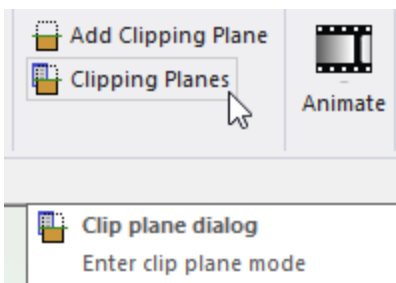 Add Clipping Plane
Clipping Planes
Animate
Clip plane dialog
Enter clip plane mode